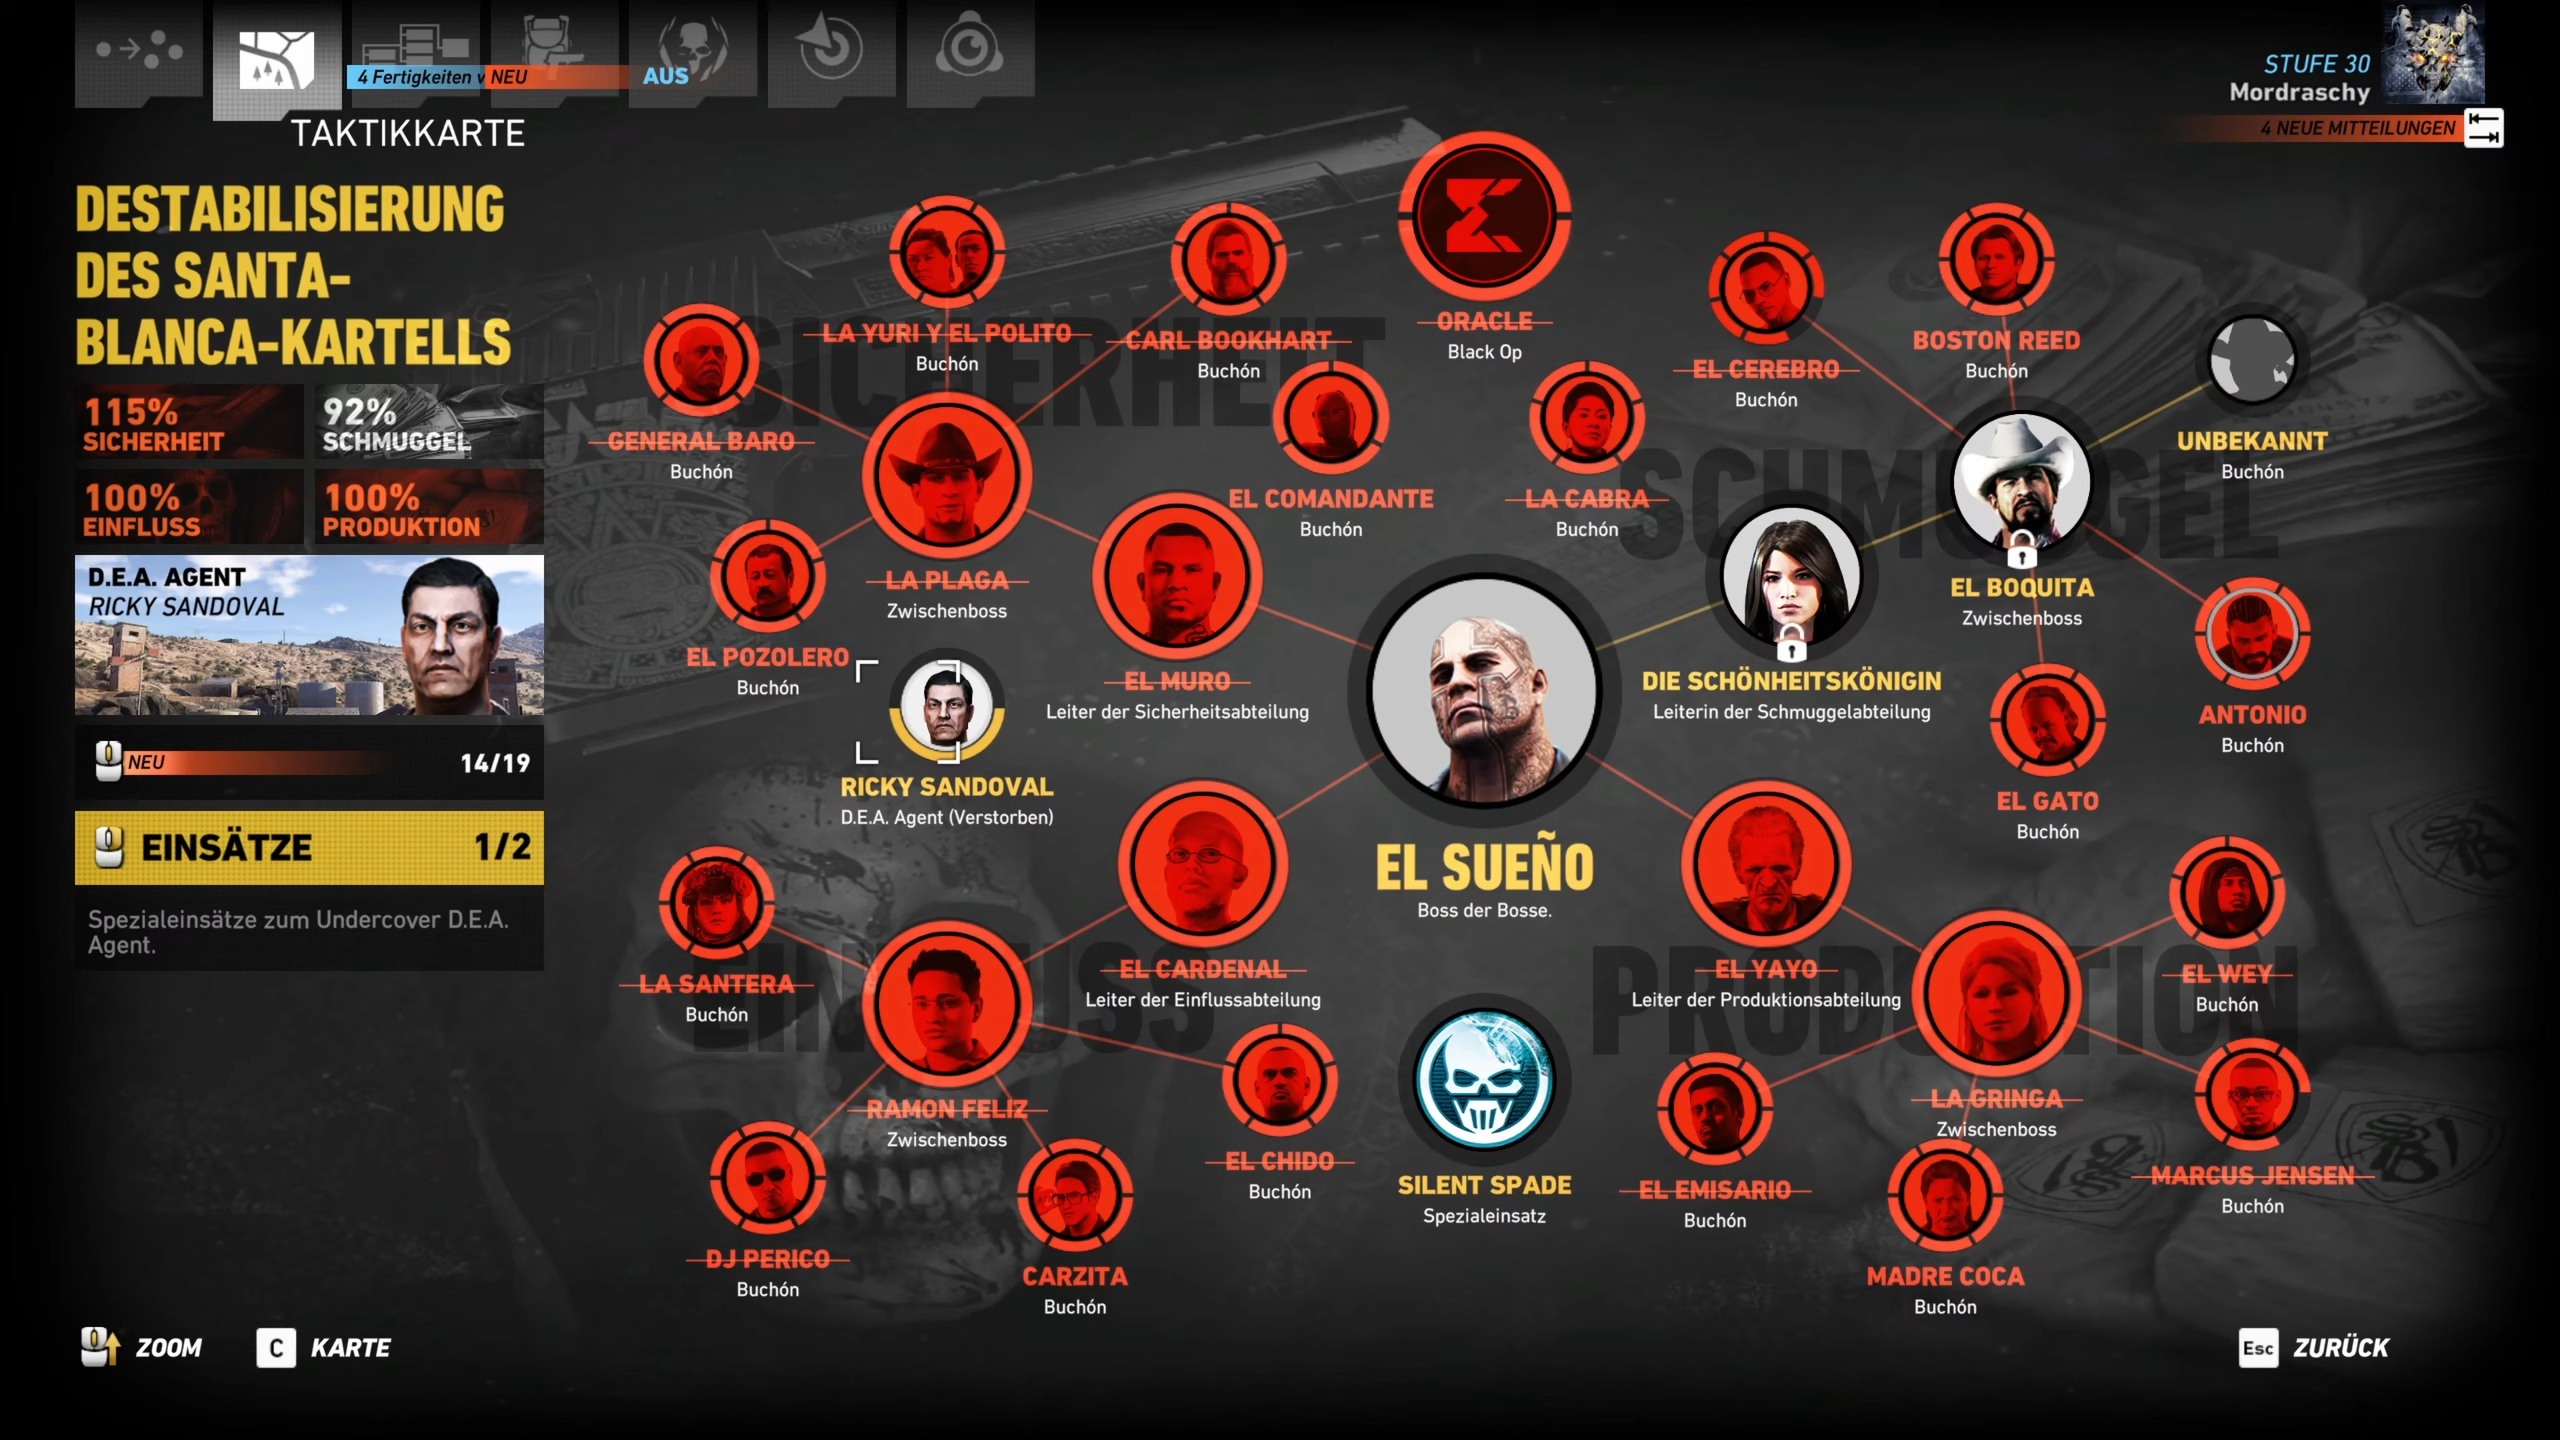 4 Fertigkeiten v
NEU
AUS
STUFE 30
Mordraschy
4 NEUE MITTEILUNGEN
TAKTIKKARTE
DESTABILISIERUNG
DES SANTA-
BLANCA-KARTELLS
115%
SICHERHEIT
92%
SCHMUGGEL
100%
EINFLUSS
100%
PRODUKTION
D.E.A. AGENT
RICKY SANDOVAL
NEU
14/19
EINSÄTZE
1/2
Spezialeinsätze zum Undercover D.E.A.
Agent.
SICHERHEIT
SCHMUGGEL
EINFLUSS
PRODUKTION
LA YURI Y EL POLITO
Buchón
CARL BOOKHART
Buchón
ORACLE
Black Op
EL CEREBRO
Buchón
BOSTON REED
Buchón
GENERAL BARO
Buchón
UNBEKANNT
Buchón
EL COMANDANTE
Buchón
LA CABRA
Buchón
LA PLAGA
Zwischenboss
EL BOQUITA
Zwischenboss
EL POZOLERO
Buchón
EL MURO
Leiter der Sicherheitsabteilung
DIE SCHÖNHEITSKÖNIGIN
Leiterin der Schmuggelabteilung
ANTONIO
Buchón
RICKY SANDOVAL
D.E.A. Agent (Verstorben)
EL GATO
Buchón
EL SUEÑO
Boss der Bosse.
LA SANTERA
Buchón
EL CARDENAL
Leiter der Einflussabteilung
EL YAYO
Leiter der Produktionsabteilung
EL WEY
Buchón
RAMON FELIZ
Zwischenboss
LA GRINGA
Zwischenboss
EL CHIDO
Buchón
SILENT SPADE
Spezialeinsatz
EL EMISARIO
Buchón
MARCUS JENSEN
Buchón
DJ PERICO
Buchón
CARZITA
Buchón
MADRE COCA
Buchón
ZOOM
C
KARTE
Esc
ZURÜCK